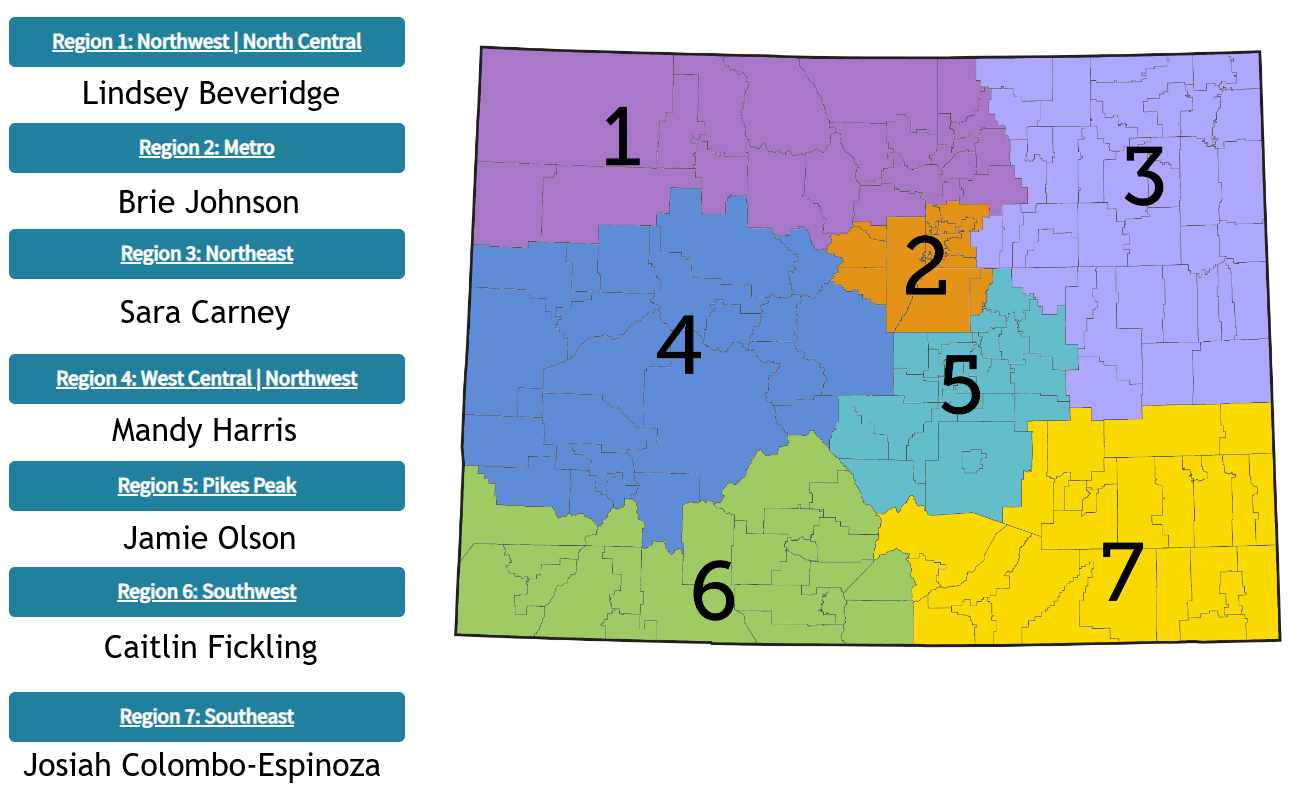 Region 1: Northwest | North Central
Lindsey Beveridge
Region 2: Metro
Brie Johnson
Region 3: Northeast
Sara Carney
Region 4: West Central | Northwest
Mandy Harris
Region 5: Pikes Peak
Jamie Olson
Region 6: Southwest
Caitlin Fickling
Region 7: Southeast
Josiah Colombo-Espinoza
1
3
2
4
5
7
6